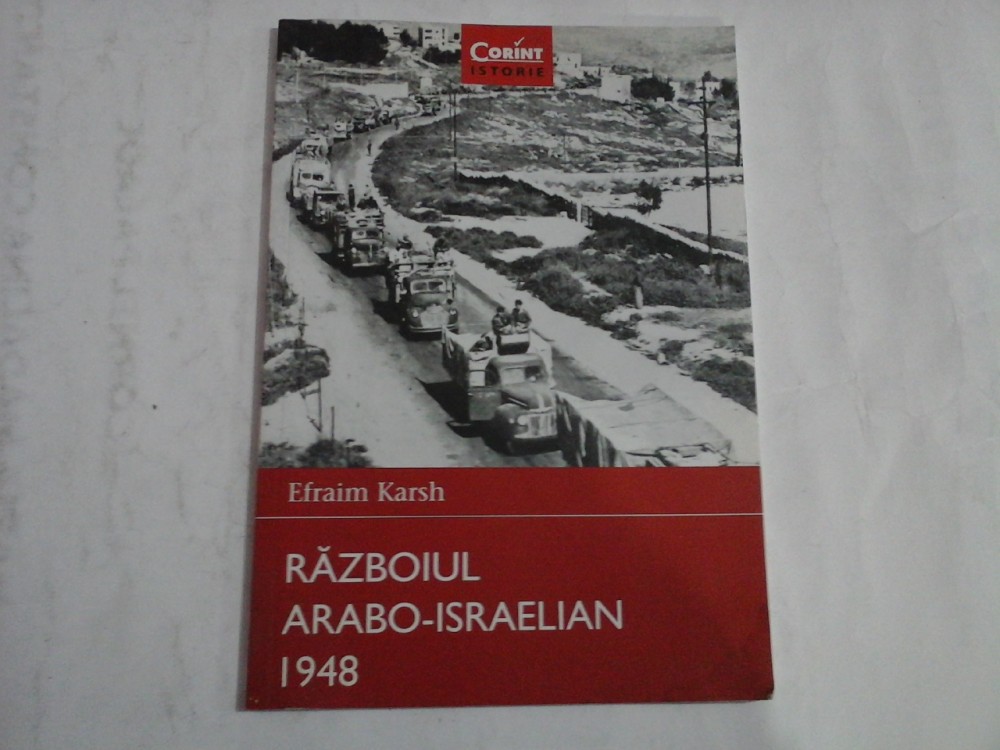 CORINT
ISTORIE
Efraim Karsh
RĂZBOIUL
ARABO-ISRAELIAN
1948